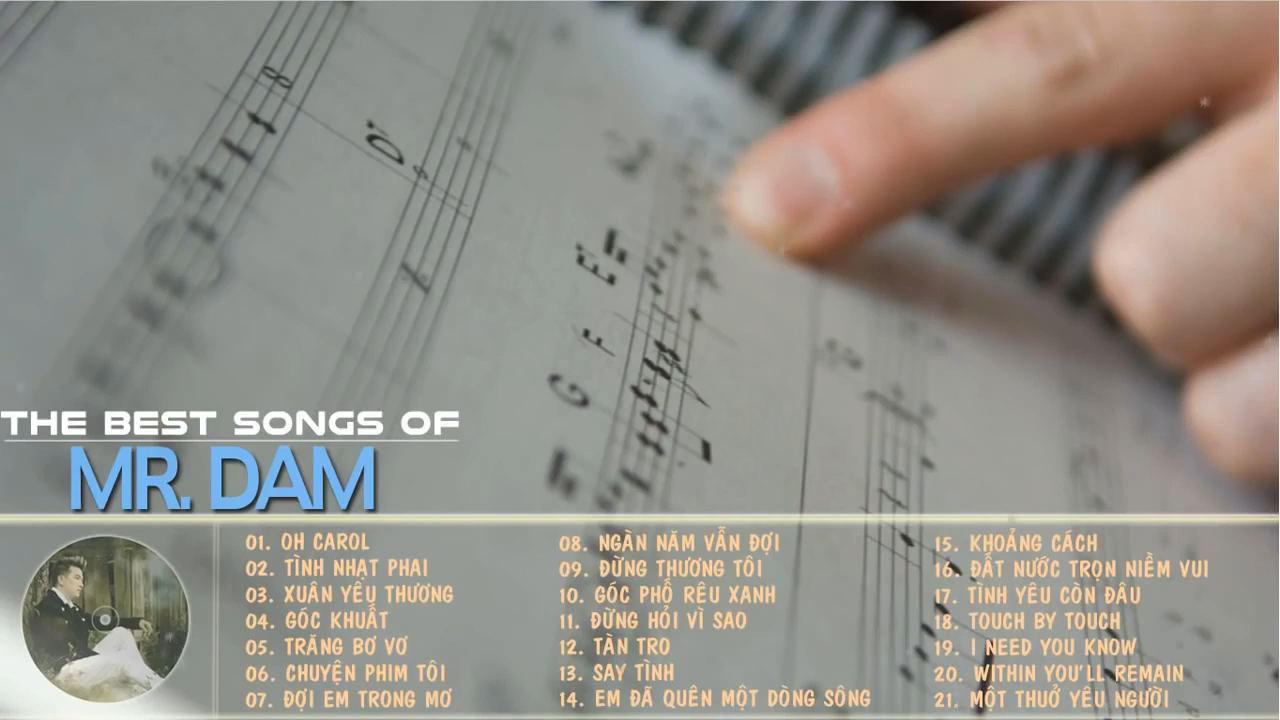 THE BEST SONGS OF
MR. DAM
01. OH CAROL
02. TÌNH NHẠT PHAI
03. XUÂN YÊU THƯƠNG
04. GÓC KHUẤT
05. TRĂNG BƠ VƠ
06. CHUYỆN PHIM TÔI
07. ĐỢI EM TRONG MƠ
08. NGÀN NĂM VẪN ĐỢI
09. ĐỪNG THƯƠNG TÔI
10. GÓC PHỐ RÊU XANH
11. ĐỪNG HỎI VÌ SAO
12. TÀN TRO
13. SAY TÌNH
14. EM ĐÃ QUÊN MỘT DÒNG SÔNG
15. KHOẢNG CÁCH
16. ĐẤT NƯỚC TRỌN NIỀM VUI
17. TÌNH YÊU CÒN ĐÂU
18. TOUCH BY TOUCH
19. I NEED YOU KNOW
20. WITHIN YOU'LL REMAIN
21. MỘT THUỞ YÊU NGƯỜI